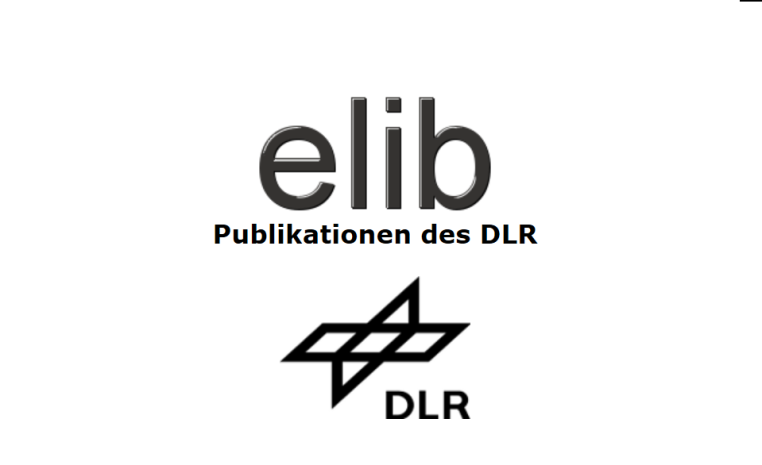 elib
Publikationen des DLR
DLR